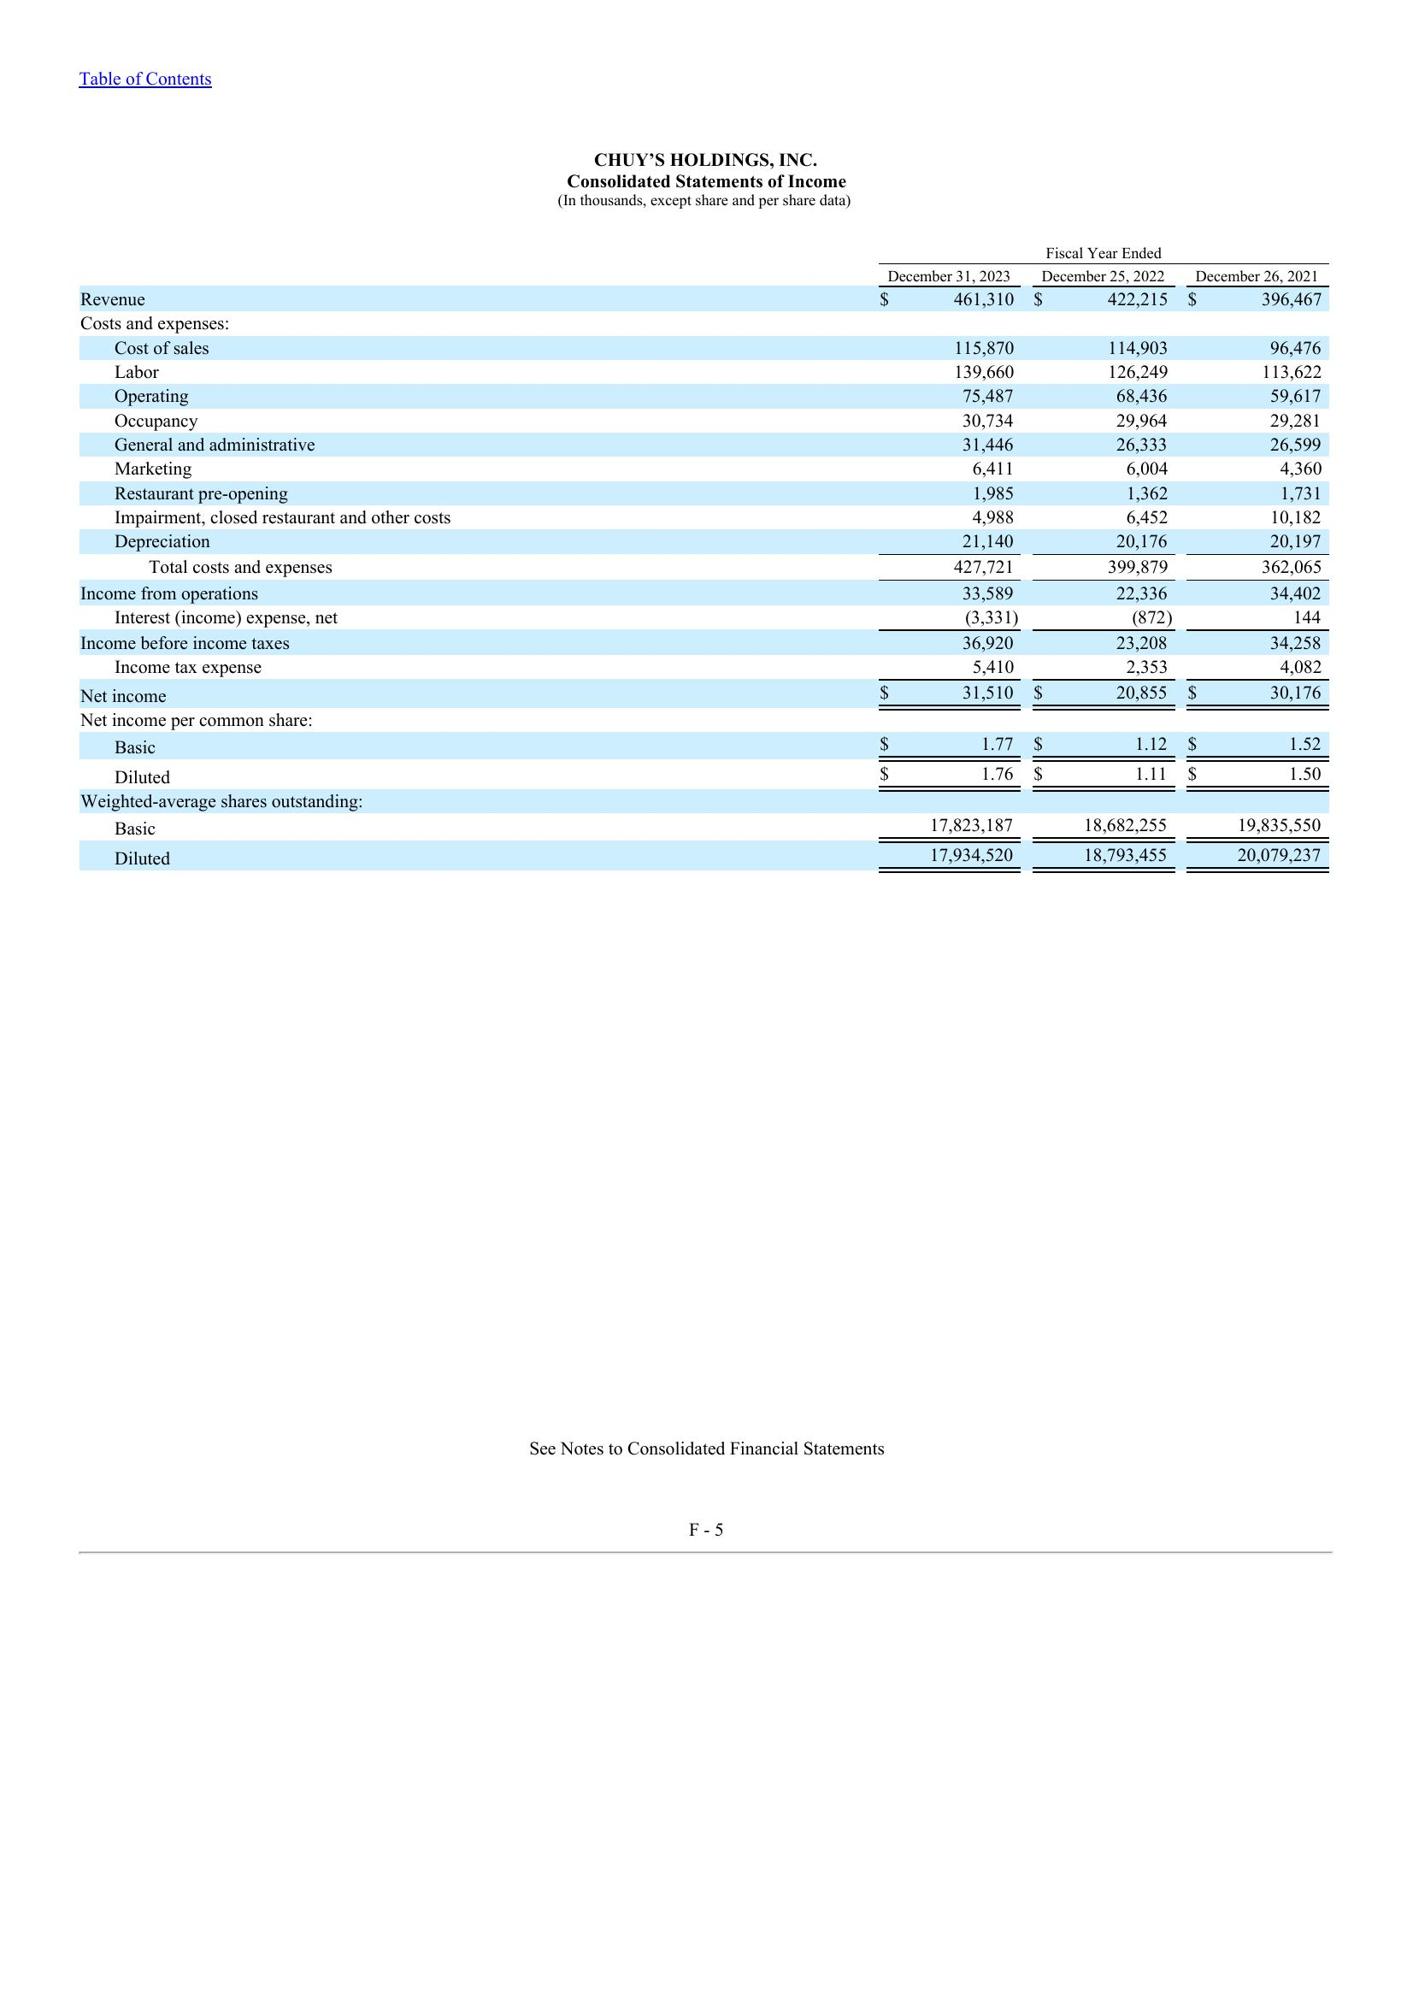 Table of Contents
CHUY’S HOLDINGS, INC.
Consolidated Statements of Income
(In thousands, except share and per share data)
Fiscal Year Ended
December 31, 2023 December 25, 2022 December 26, 2021
Revenue $ 461,310 $ 422,215 $ 396,467
Costs and expenses:
Cost of sales 115,870 114,903 96,476
Labor 139,660 126,249 113,622
Operating 75,487 68,436 59,617
Occupancy 30,734 29,964 29,281
General and administrative 31,446 26,333 26,599
Marketing 6,411 6,004 4,360
Restaurant pre-opening 1,985 1,362 1,731
Impairment, closed restaurant and other costs 4,988 6,452 10,182
Depreciation 21,140 20,176 20,197
Total costs and expenses 427,721 399,879 362,065
Income from operations 33,589 22,336 34,402
Interest (income) expense, net (3,331) (872) 144
Income before income taxes 36,920 23,208 34,258
Income tax expense 5,410 2,353 4,082
Net income $ 31,510 $ 20,855 $ 30,176
Net income per common share:
Basic $ 1.77 $ 1.12 $ 1.52
Diluted $ 1.76 $ 1.11 $ 1.50
Weighted-average shares outstanding:
Basic 17,823,187 18,682,255 19,835,550
Diluted 17,934,520 18,793,455 20,079,237
See Notes to Consolidated Financial Statements
F - 5